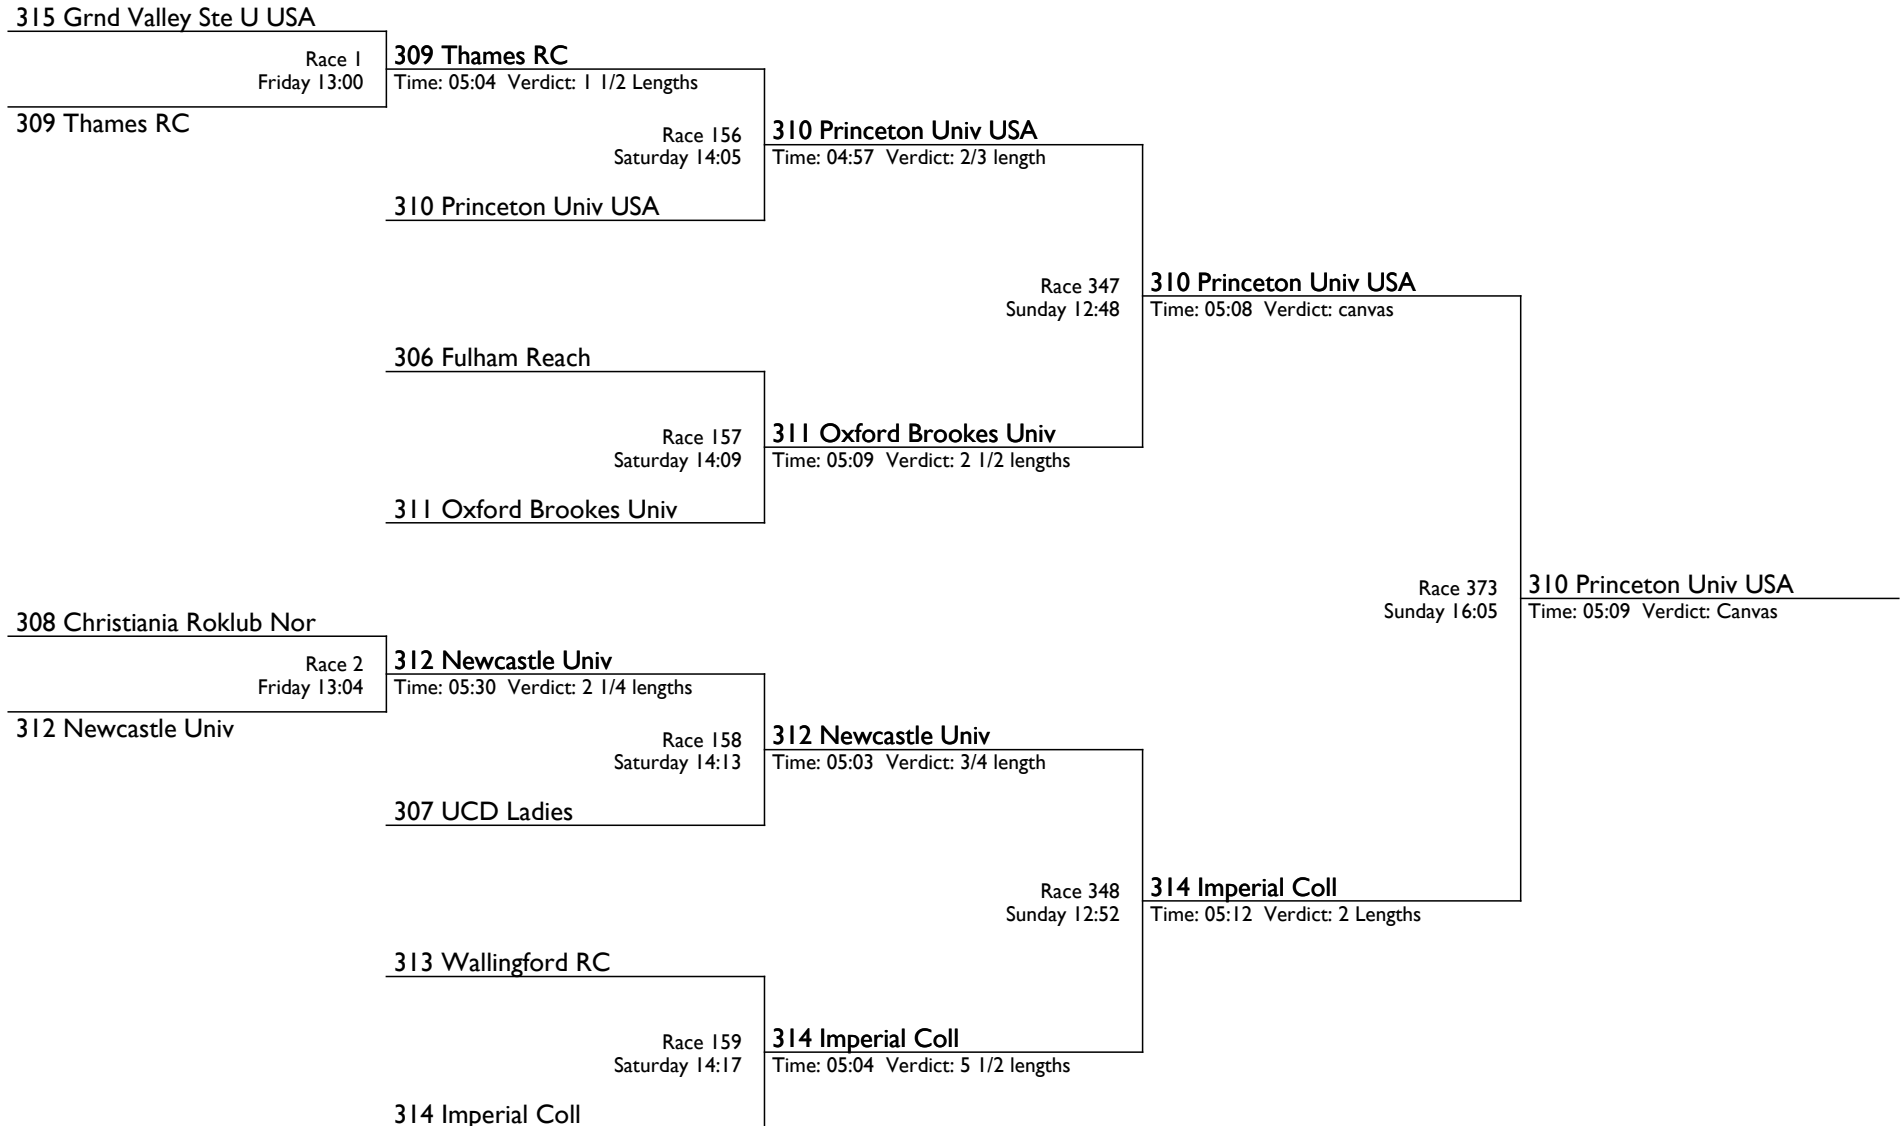 315 Grnd Valley Ste U USA
Race 1
Friday 13:00
309 Thames RC
309 Thames RC
Time: 05:04 Verdict: 1 1/2 Lengths
Race 156
Saturday 14:05
310 Princeton Univ USA
310 Princeton Univ USA
Time: 04:57 Verdict: 2/3 length
Race 347
Sunday 12:48
310 Princeton Univ USA
Time: 05:08 Verdict: canvas
306 Fulham Reach
Race 157
Saturday 14:09
311 Oxford Brookes Univ
311 Oxford Brookes Univ
Time: 05:09 Verdict: 2 1/2 lengths
Race 373
Sunday 16:05
310 Princeton Univ USA
Time: 05:09 Verdict: Canvas
308 Christiania Roklub Nor
Race 2
Friday 13:04
312 Newcastle Univ
312 Newcastle Univ
Time: 05:30 Verdict: 2 1/4 lengths
Race 158
Saturday 14:13
307 UCD Ladies
312 Newcastle Univ
Time: 05:03 Verdict: 3/4 length
Race 348
Sunday 12:52
314 Imperial Coll
Time: 05:12 Verdict: 2 Lengths
313 Wallingford RC
Race 159
Saturday 14:17
314 Imperial Coll
314 Imperial Coll
Time: 05:04 Verdict: 5 1/2 lengths